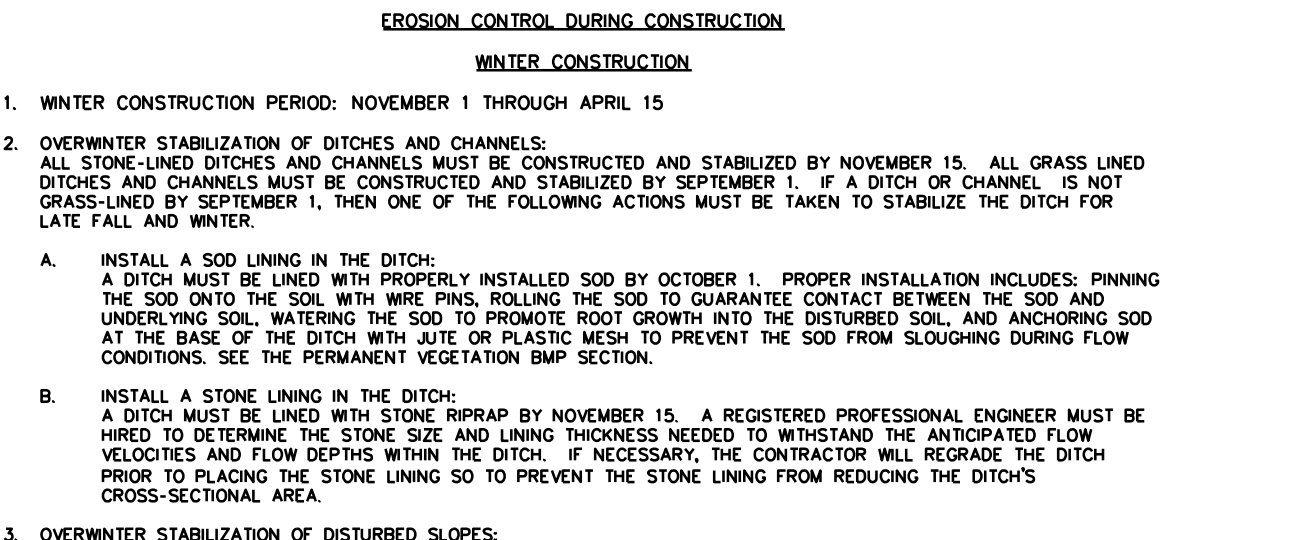 EROSION CONTROL DURING CONSTRUCTION
WINTER CONSTRUCTION
1. WINTER CONSTRUCTION PERIOD: NOVEMBER 1 THROUGH APRIL 15
2. OVERWINTER STABILIZATION OF DITCHES AND CHANNELS:
ALL STONE-LINED DITCHES AND CHANNELS MUST BE CONSTRUCTED AND STABILIZED BY NOVEMBER 15. ALL GRASS LINED
DITCHES AND CHANNELS MUST BE CONSTRUCTED AND STABILIZED BY SEPTEMBER 1. IF A DITCH OR CHANNEL IS NOT
GRASS-LINED BY SEPTEMBER 1, THEN ONE OF THE FOLLOWING ACTIONS MUST BE TAKEN TO STABILIZE THE DITCH FOR
LATE FALL AND WINTER.
A. INSTALL A SOD LINING IN THE DITCH:
A DITCH MUST BE LINED WITH PROPERLY INSTALLED SOD BY OCTOBER 1. PROPER INSTALLATION INCLUDES: PINNING
THE SOD ONTO THE SOIL WITH WIRE PINS, ROLLING THE SOD TO GUARANTEE CONTACT BETWEEN THE SOD AND
UNDERLYING SOIL, WATERING THE SOD TO PROMOTE ROOT GROWTH INTO THE DISTURBED SOIL, AND ANCHORING SOD
AT THE BASE OF THE DITCH WITH JUTE OR PLASTIC MESH TO PREVENT THE SOD FROM SLOUGHING DURING FLOW
CONDITIONS. SEE THE PERMANENT VEGETATION BMP SECTION.
B. INSTALL A STONE LINING IN THE DITCH:
A DITCH MUST BE LINED WITH STONE RIPRAP BY NOVEMBER 15. A REGISTERED PROFESSIONAL ENGINEER MUST BE
HIRED TO DETERMINE THE STONE SIZE AND LINING THICKNESS NEEDED TO WITHSTAND THE ANTICIPATED FLOW
VELOCITIES AND FLOW DEPTHS WITHIN THE DITCH. IF NECESSARY, THE CONTRACTOR WILL REGRADE THE DITCH
PRIOR TO PLACING THE STONE LINING SO TO PREVENT THE STONE LINING FROM REDUCING THE DITCH'S
CROSS-SECTIONAL AREA.
3. OVERWINTER STABILIZATION OF DISTURBED SLOPES: